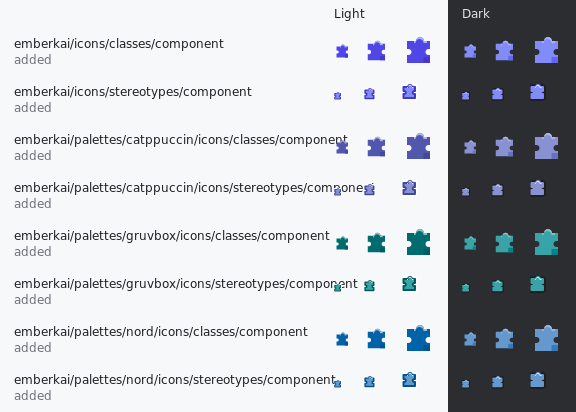 Light Dark
emberkai/icons/classes/component
added
emberkai/icons/stereotypes/component
added
emberkai/palettes/catppuccin/icons/classes/component
added
emberkai/palettes/catppuccin/icons/stereotypes/component
added
emberkai/palettes/gruvbox/icons/classes/component
added
emberkai/palettes/gruvbox/icons/stereotypes/component
added
emberkai/palettes/nord/icons/classes/component
added
emberkai/palettes/nord/icons/stereotypes/component
added